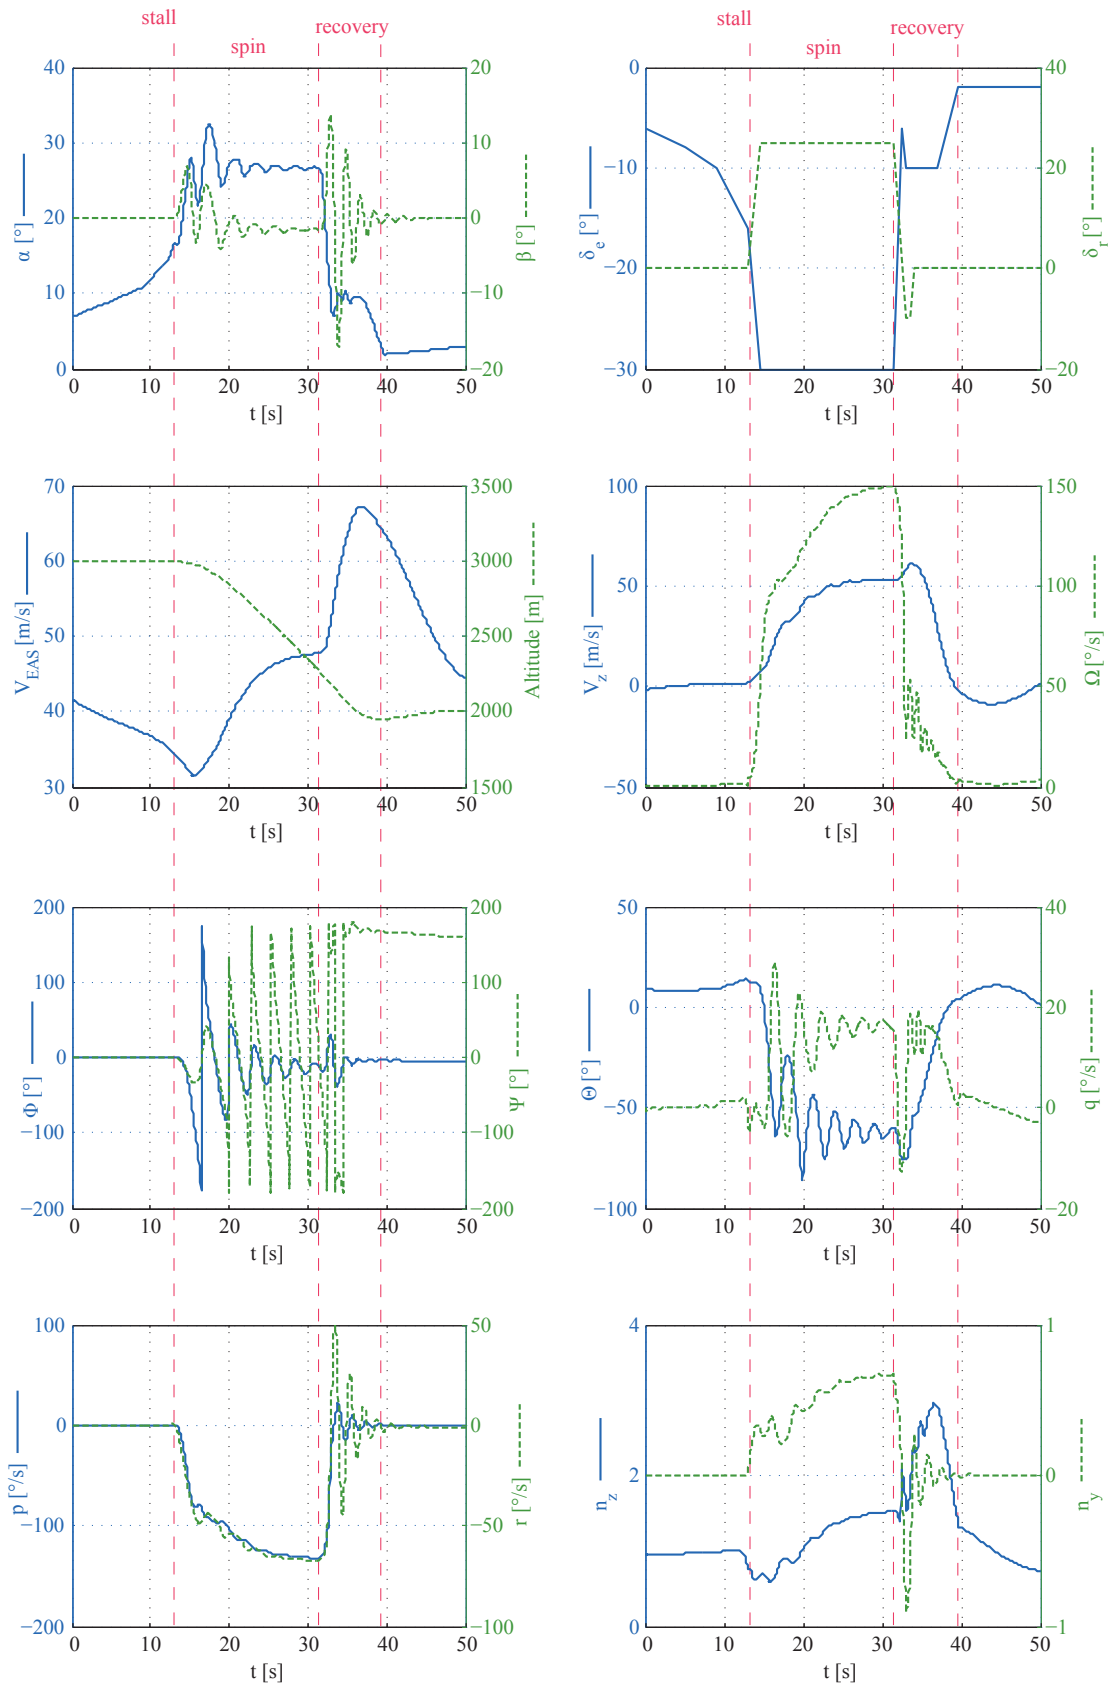 stall
spin
recovery
stall
spin
recovery
40
30
20
10
0
α [°]
20
10
0
−10
−20
β [°]
0 10 20 30 40 50
t [s]
0
−10
−20
−30
δe [°]
40
20
0
−20
δr [°]
0 10 20 30 40 50
t [s]
70
60
50
40
30
VEAS [m/s]
3500
3000
2500
2000
1500
Altitude [m]
0 10 20 30 40 50
t [s]
100
50
0
−50
Vz [m/s]
150
100
50
0
Ω [°/s]
0 10 20 30 40 50
t [s]
200
100
0
−100
−200
Φ [°]
200
100
0
−100
−200
Ψ [°]
0 10 20 30 40 50
t [s]
50
0
−50
−100
Θ [°]
40
20
0
−20
q [°/s]
0 10 20 30 40 50
t [s]
100
0
−100
−200
p [°/s]
50
0
−50
−100
r [°/s]
0 10 20 30 40 50
t [s]
4
2
0
nz
1
0
−1
ny
0 10 20 30 40 50
t [s]